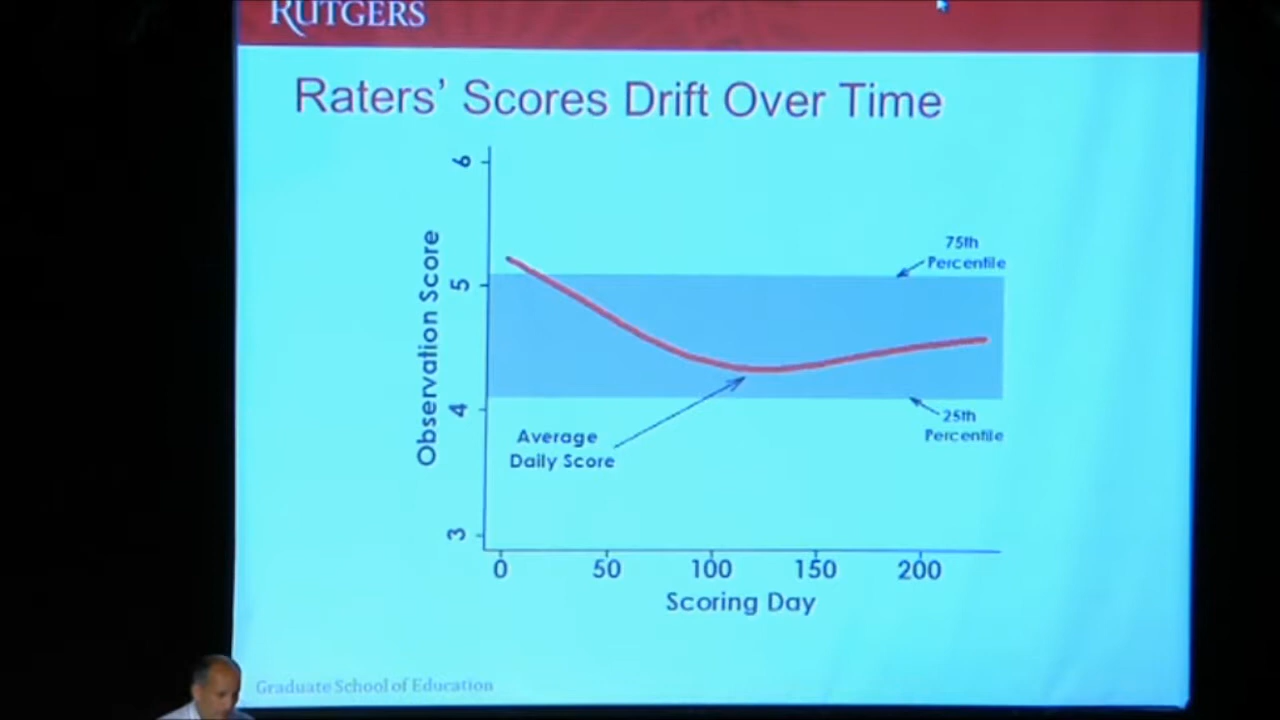 RUTGERS
Raters' Scores Drift Over Time
6
5
4
3
Observation Score
75th
Percentile
25th
Percentile
Average
Daily Score
0 50 100 150 200
Scoring Day
Graduate School of Education